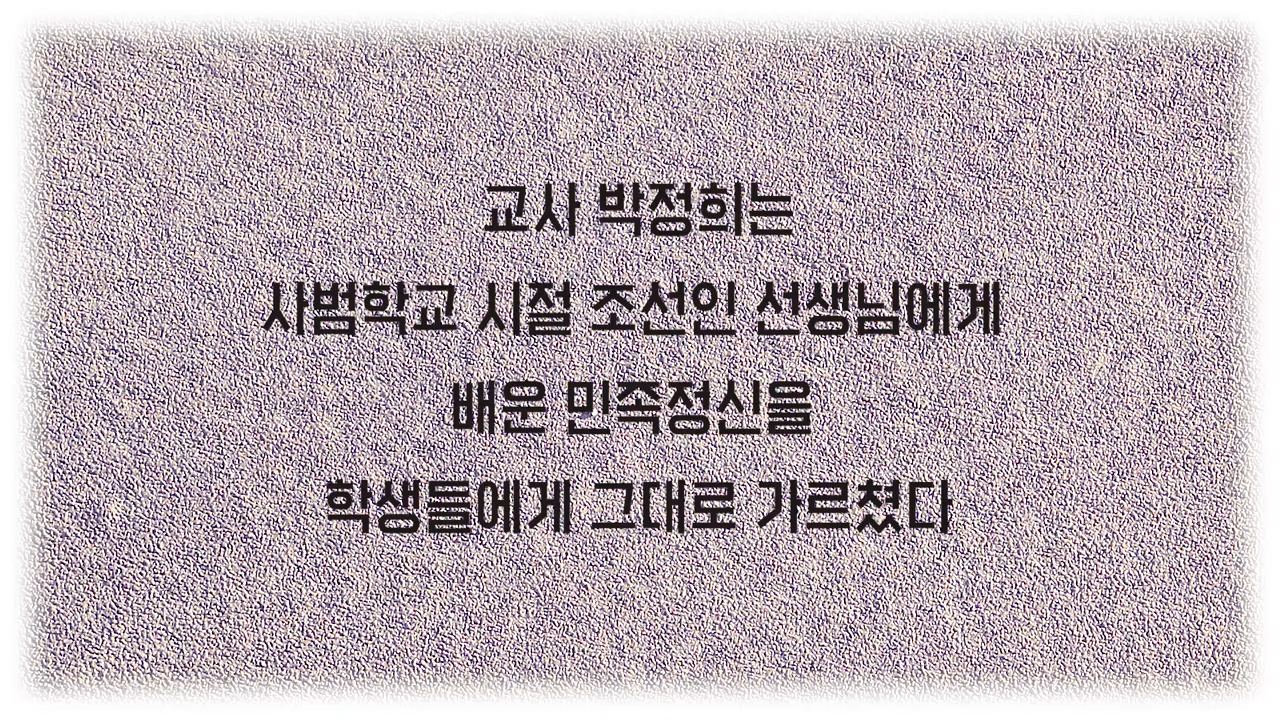 교사 박정희는
사범학교 시절 조선인 선생님에게
배운 민족정신을
학생들에게 그대로 가르쳤다